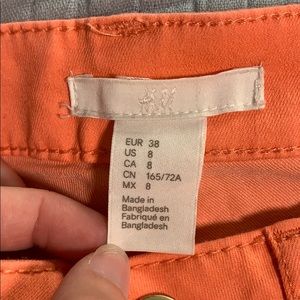 H&M
EUR 38
US 8
CA 8
CN 165/72A
MX 8
Made in
Bangladesh
Fabriqué en
Bangladesh